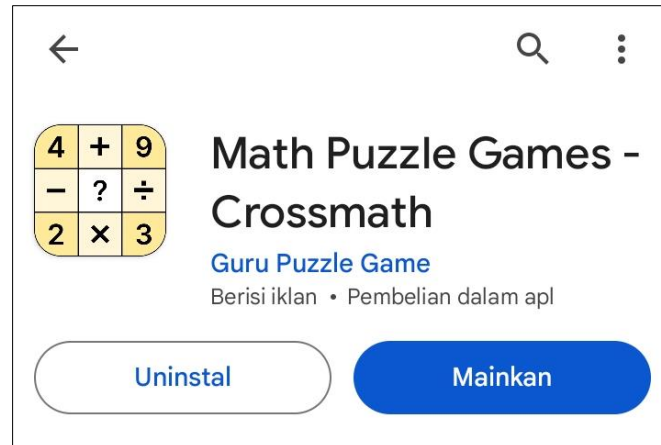 4 + 9
− ? ÷
2 × 3
Math Puzzle Games -
Crossmath
Guru Puzzle Game
Berisi iklan • Pembelian dalam apl
Uninstal
Mainkan